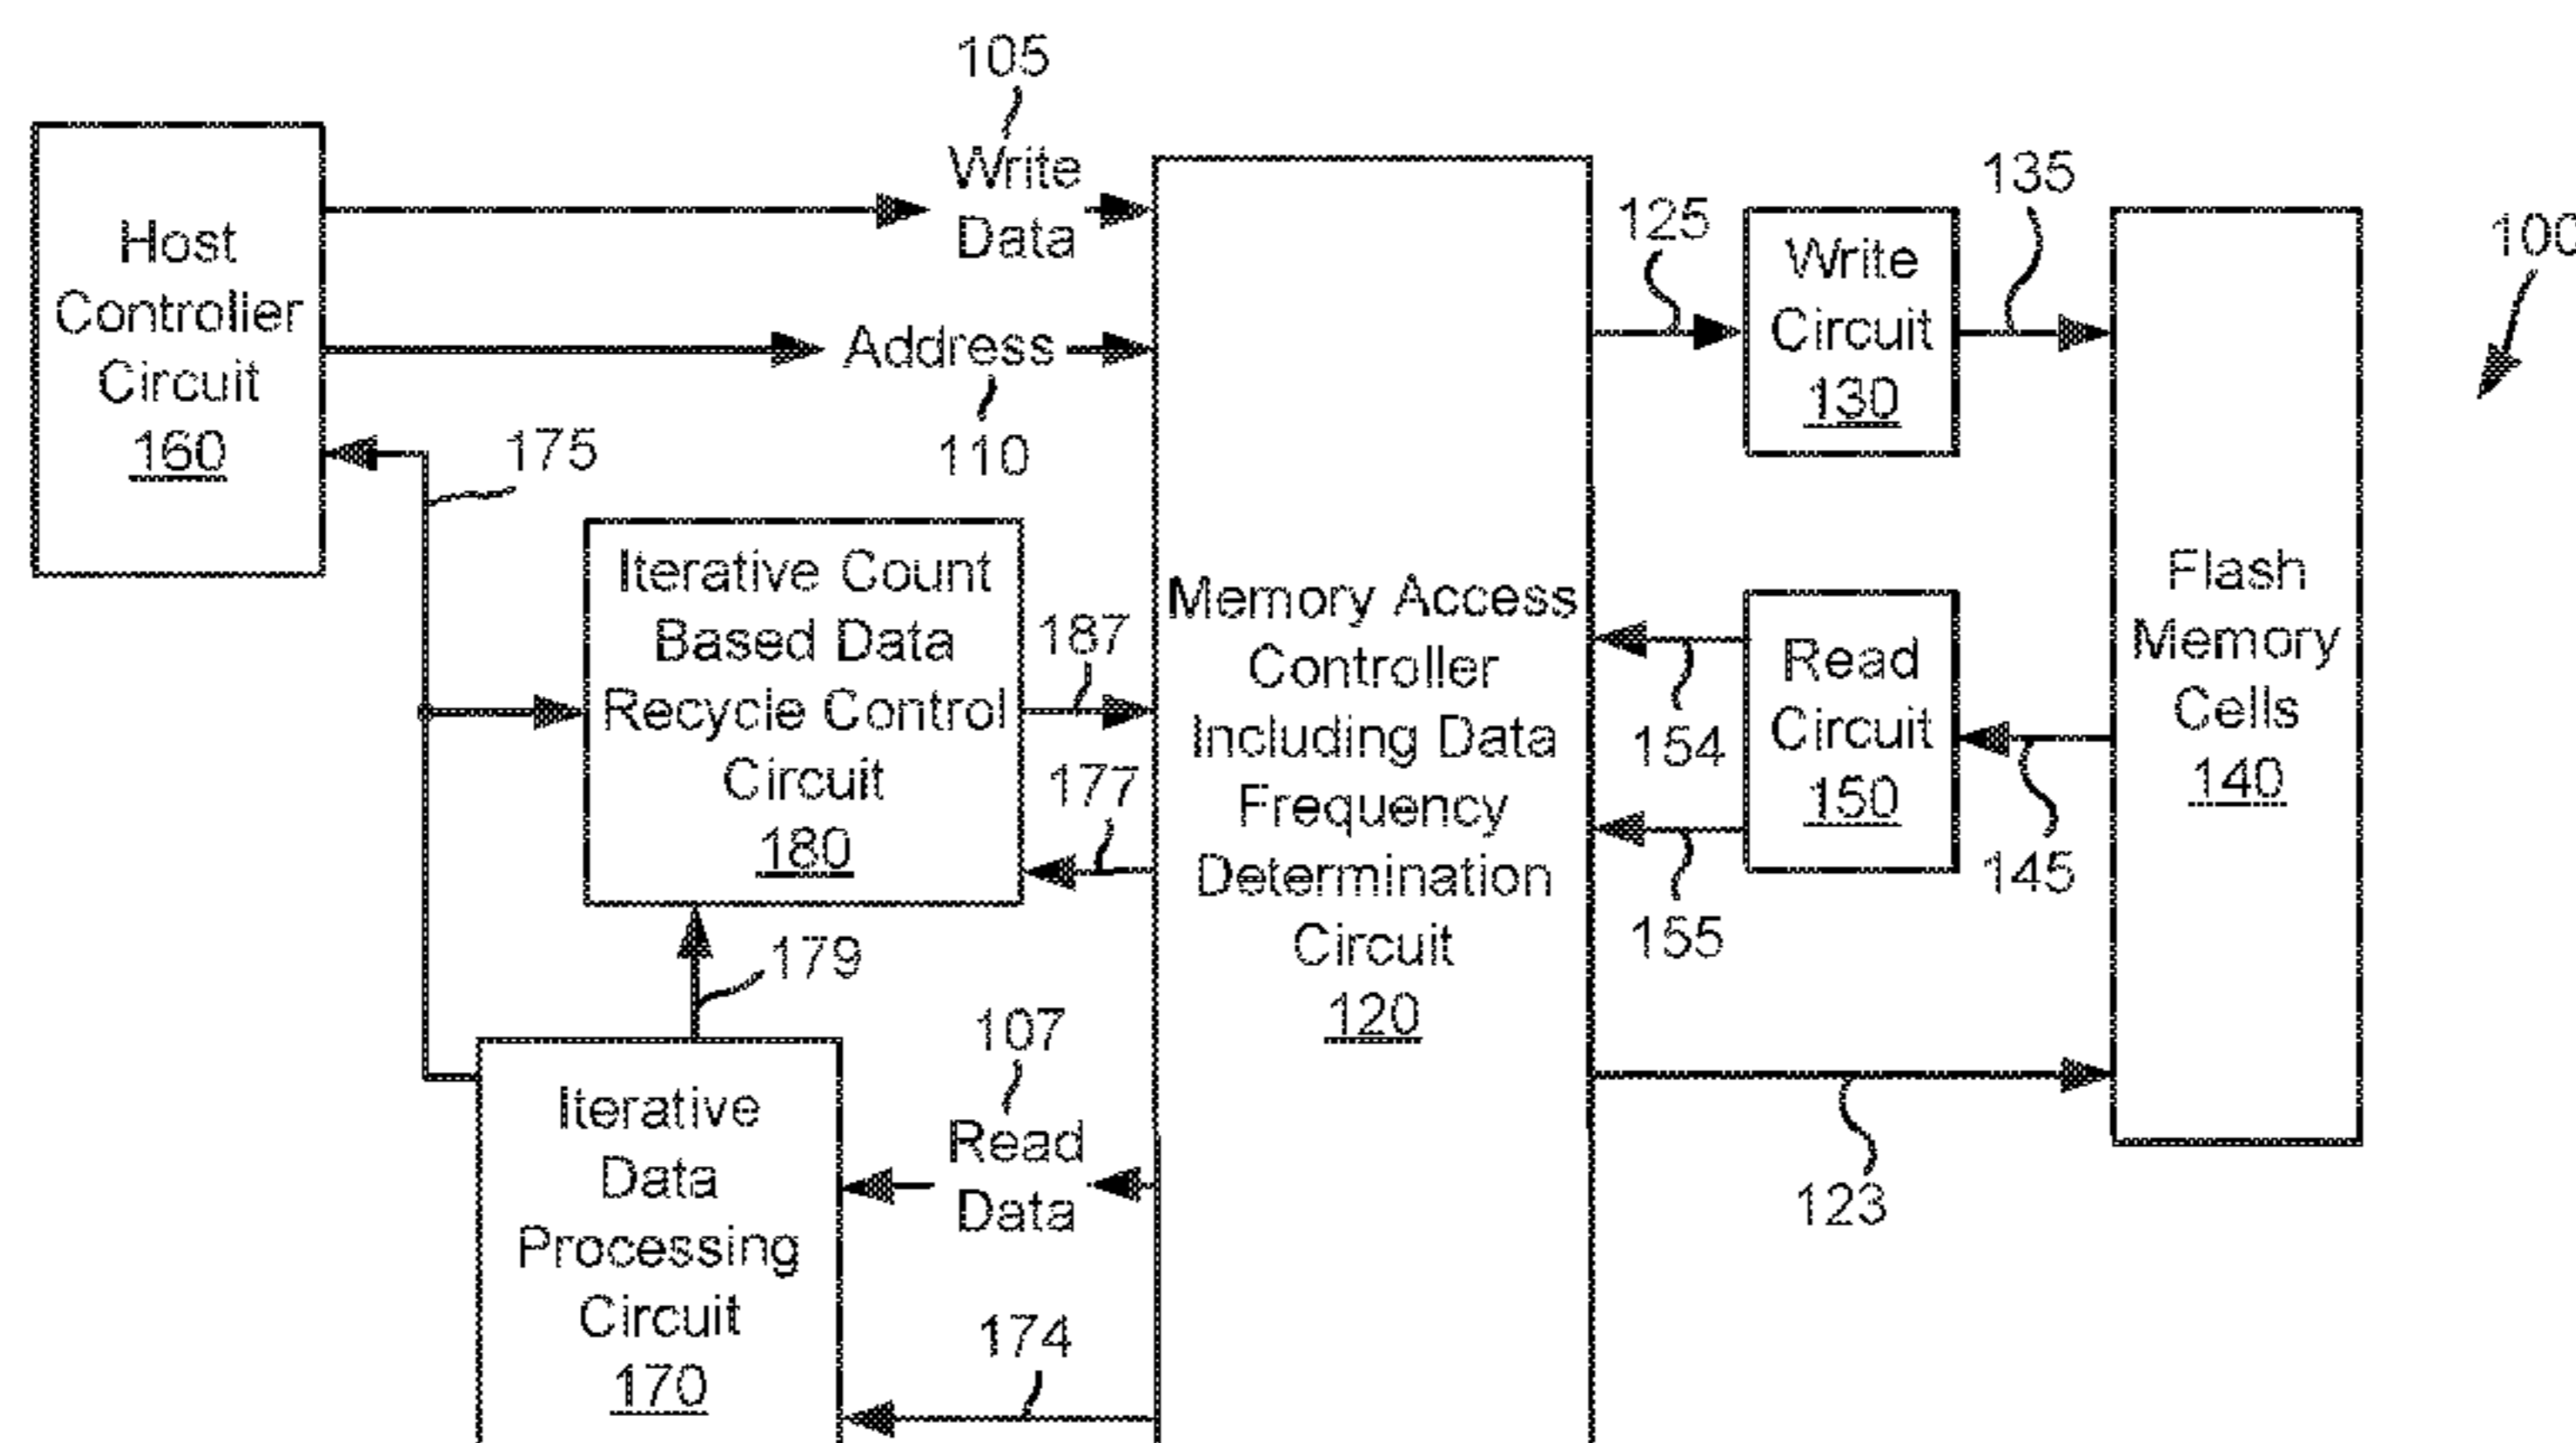 105
Write
Data
Host
Controller
Circuit
160
Address
110
175
125
Write
Circuit
130
135
100
Iterative Count
Based Data
Recycle Control
Circuit
180
187
177
Memory Access
Controller
Including Data
Frequency
Determination
Circuit
120
154
155
Read
Circuit
150
145
Flash
Memory
Cells
140
179
107
Read
Data
123
Iterative
Data
Processing
Circuit
170
174